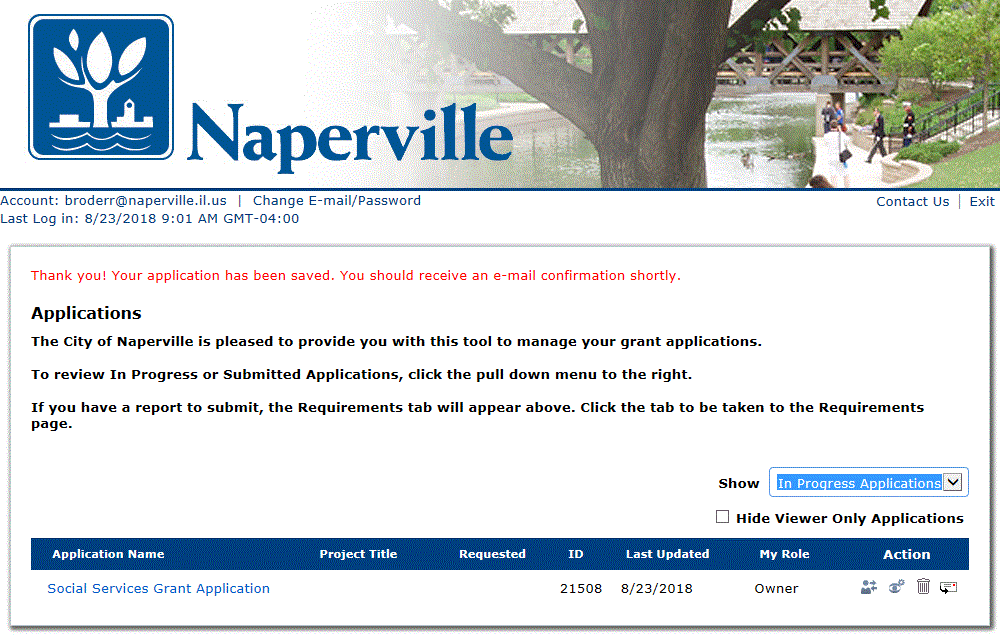 Naperville
Account: broderr@naperville.il.us | Change E-mail/Password
Contact Us | Exit
Last Log in: 8/23/2018 9:01 AM GMT-04:00
Thank you! Your application has been saved. You should receive an e-mail confirmation shortly.
Applications
The City of Naperville is pleased to provide you with this tool to manage your grant applications.
To review In Progress or Submitted Applications, click the pull down menu to the right.
If you have a report to submit, the Requirements tab will appear above. Click the tab to be taken to the Requirements
page.
Show In Progress Applications
Hide Viewer Only Applications
Application Name Project Title Requested ID Last Updated My Role Action
Social Services Grant Application 21508 8/23/2018 Owner